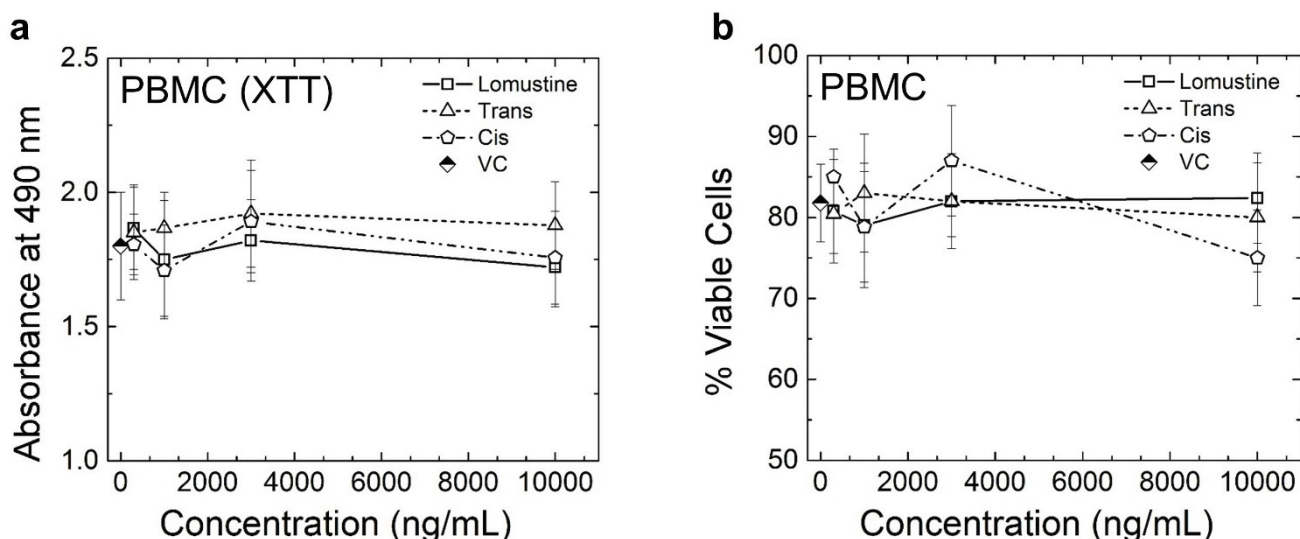 a
PBMC (XTT)
Lomustine
Trans
Cis
VC
Absorbance at 490 nm
2.5
2.0
1.5
1.0
0 2000 4000 6000 8000 10000
Concentration (ng/mL)
b
PBMC
Lomustine
Trans
Cis
VC
% Viable Cells
100
90
80
70
60
50
0 2000 4000 6000 8000 10000
Concentration (ng/mL)